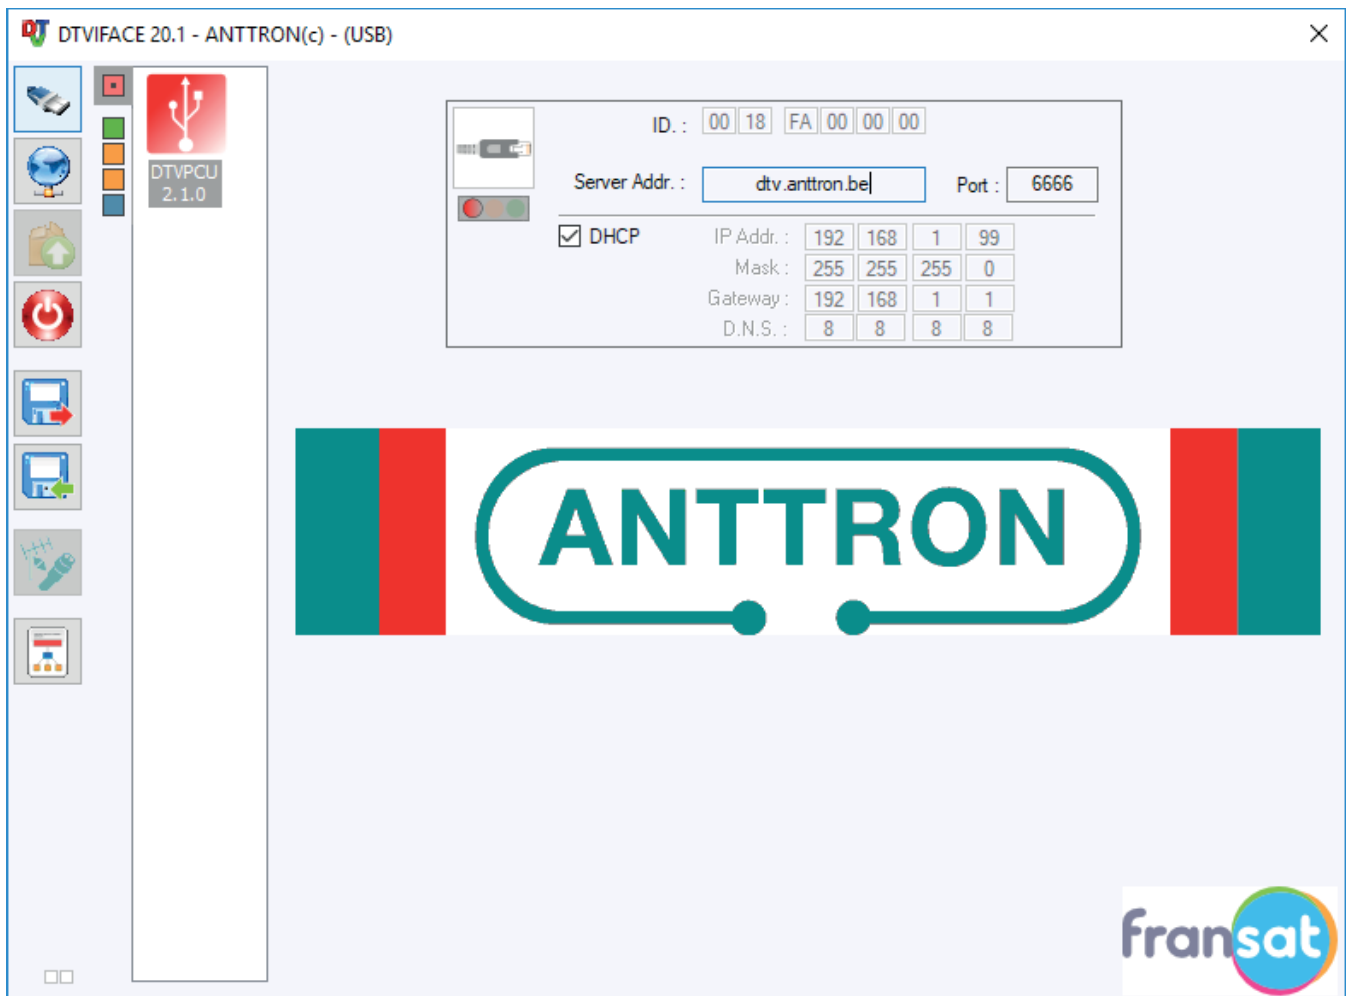 DTVIFACE 20.1 - ANTTRON(c) - (USB)
DTVPCU
2.1.0
ID. : 00 18 FA 00 00 00
Server Addr. : dtv.anttron.be Port : 6666
DHCP IP Addr. : 192 168 1 99
Mask : 255 255 255 0
Gateway : 192 168 1 1
D.N.S. : 8 8 8 8
ANTTRON
fransat